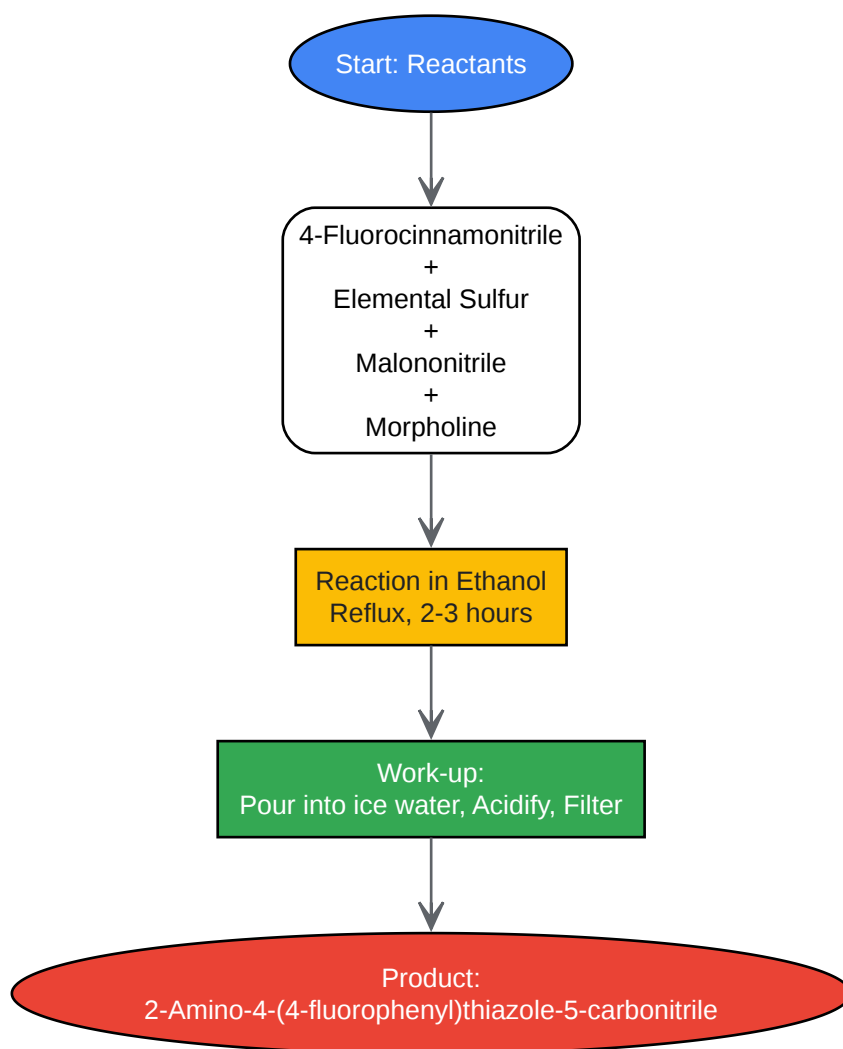 Start: Reactants
4-Fluorocinnamonitrile
+
Elemental Sulfur
+
Malononitrile
+
Morpholine
Reaction in Ethanol
Reflux, 2-3 hours
Work-up:
Pour into ice water, Acidify, Filter
Product:
2-Amino-4-(4-fluorophenyl)thiazole-5-carbonitrile